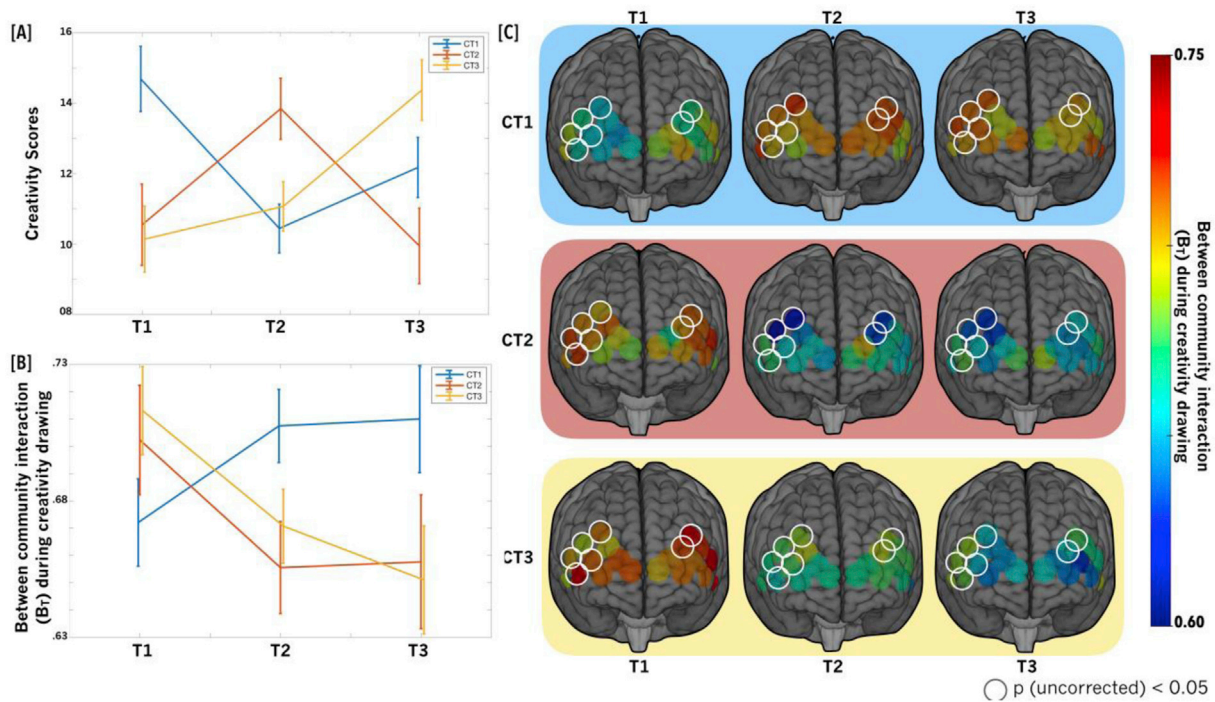 [A]
16
14
12
10
08
Creativity Scores
CT1
CT2
CT3
T1 T2 T3
[B]
.73
.68
.63
Between community interaction
(BT) during creativity drawing
CT1
CT2
CT3
T1 T2 T3
[C]
T1 T2 T3
CT1
CT2
CT3
T1 T2 T3
0.75
0.60
Between community interaction
(BT) during creativity drawing
p (uncorrected) < 0.05